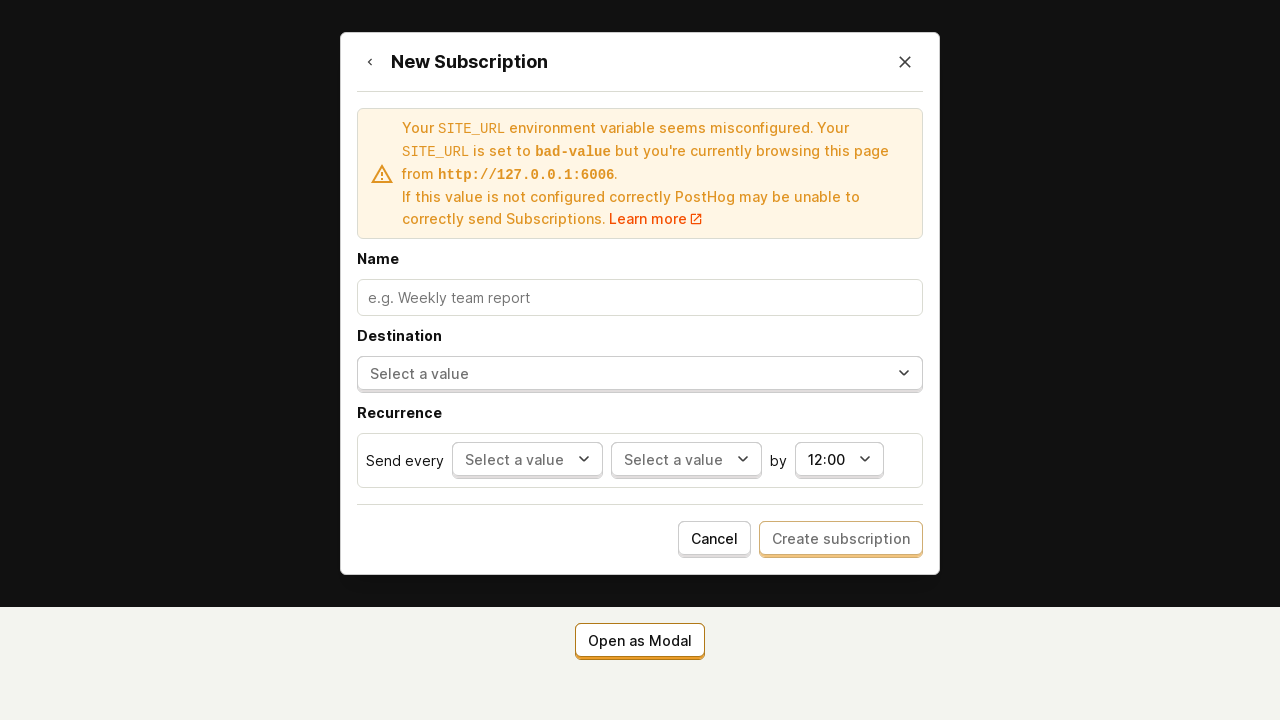 New Subscription
Your SITE_URL environment variable seems misconfigured. Your
SITE_URL is set to bad-value but you're currently browsing this page
from http://127.0.0.1:6006.
If this value is not configured correctly PostHog may be unable to
correctly send Subscriptions. Learn more
Name
e.g. Weekly team report
Destination
Select a value
Recurrence
Send every Select a value Select a value by 12:00
Cancel Create subscription
Open as Modal